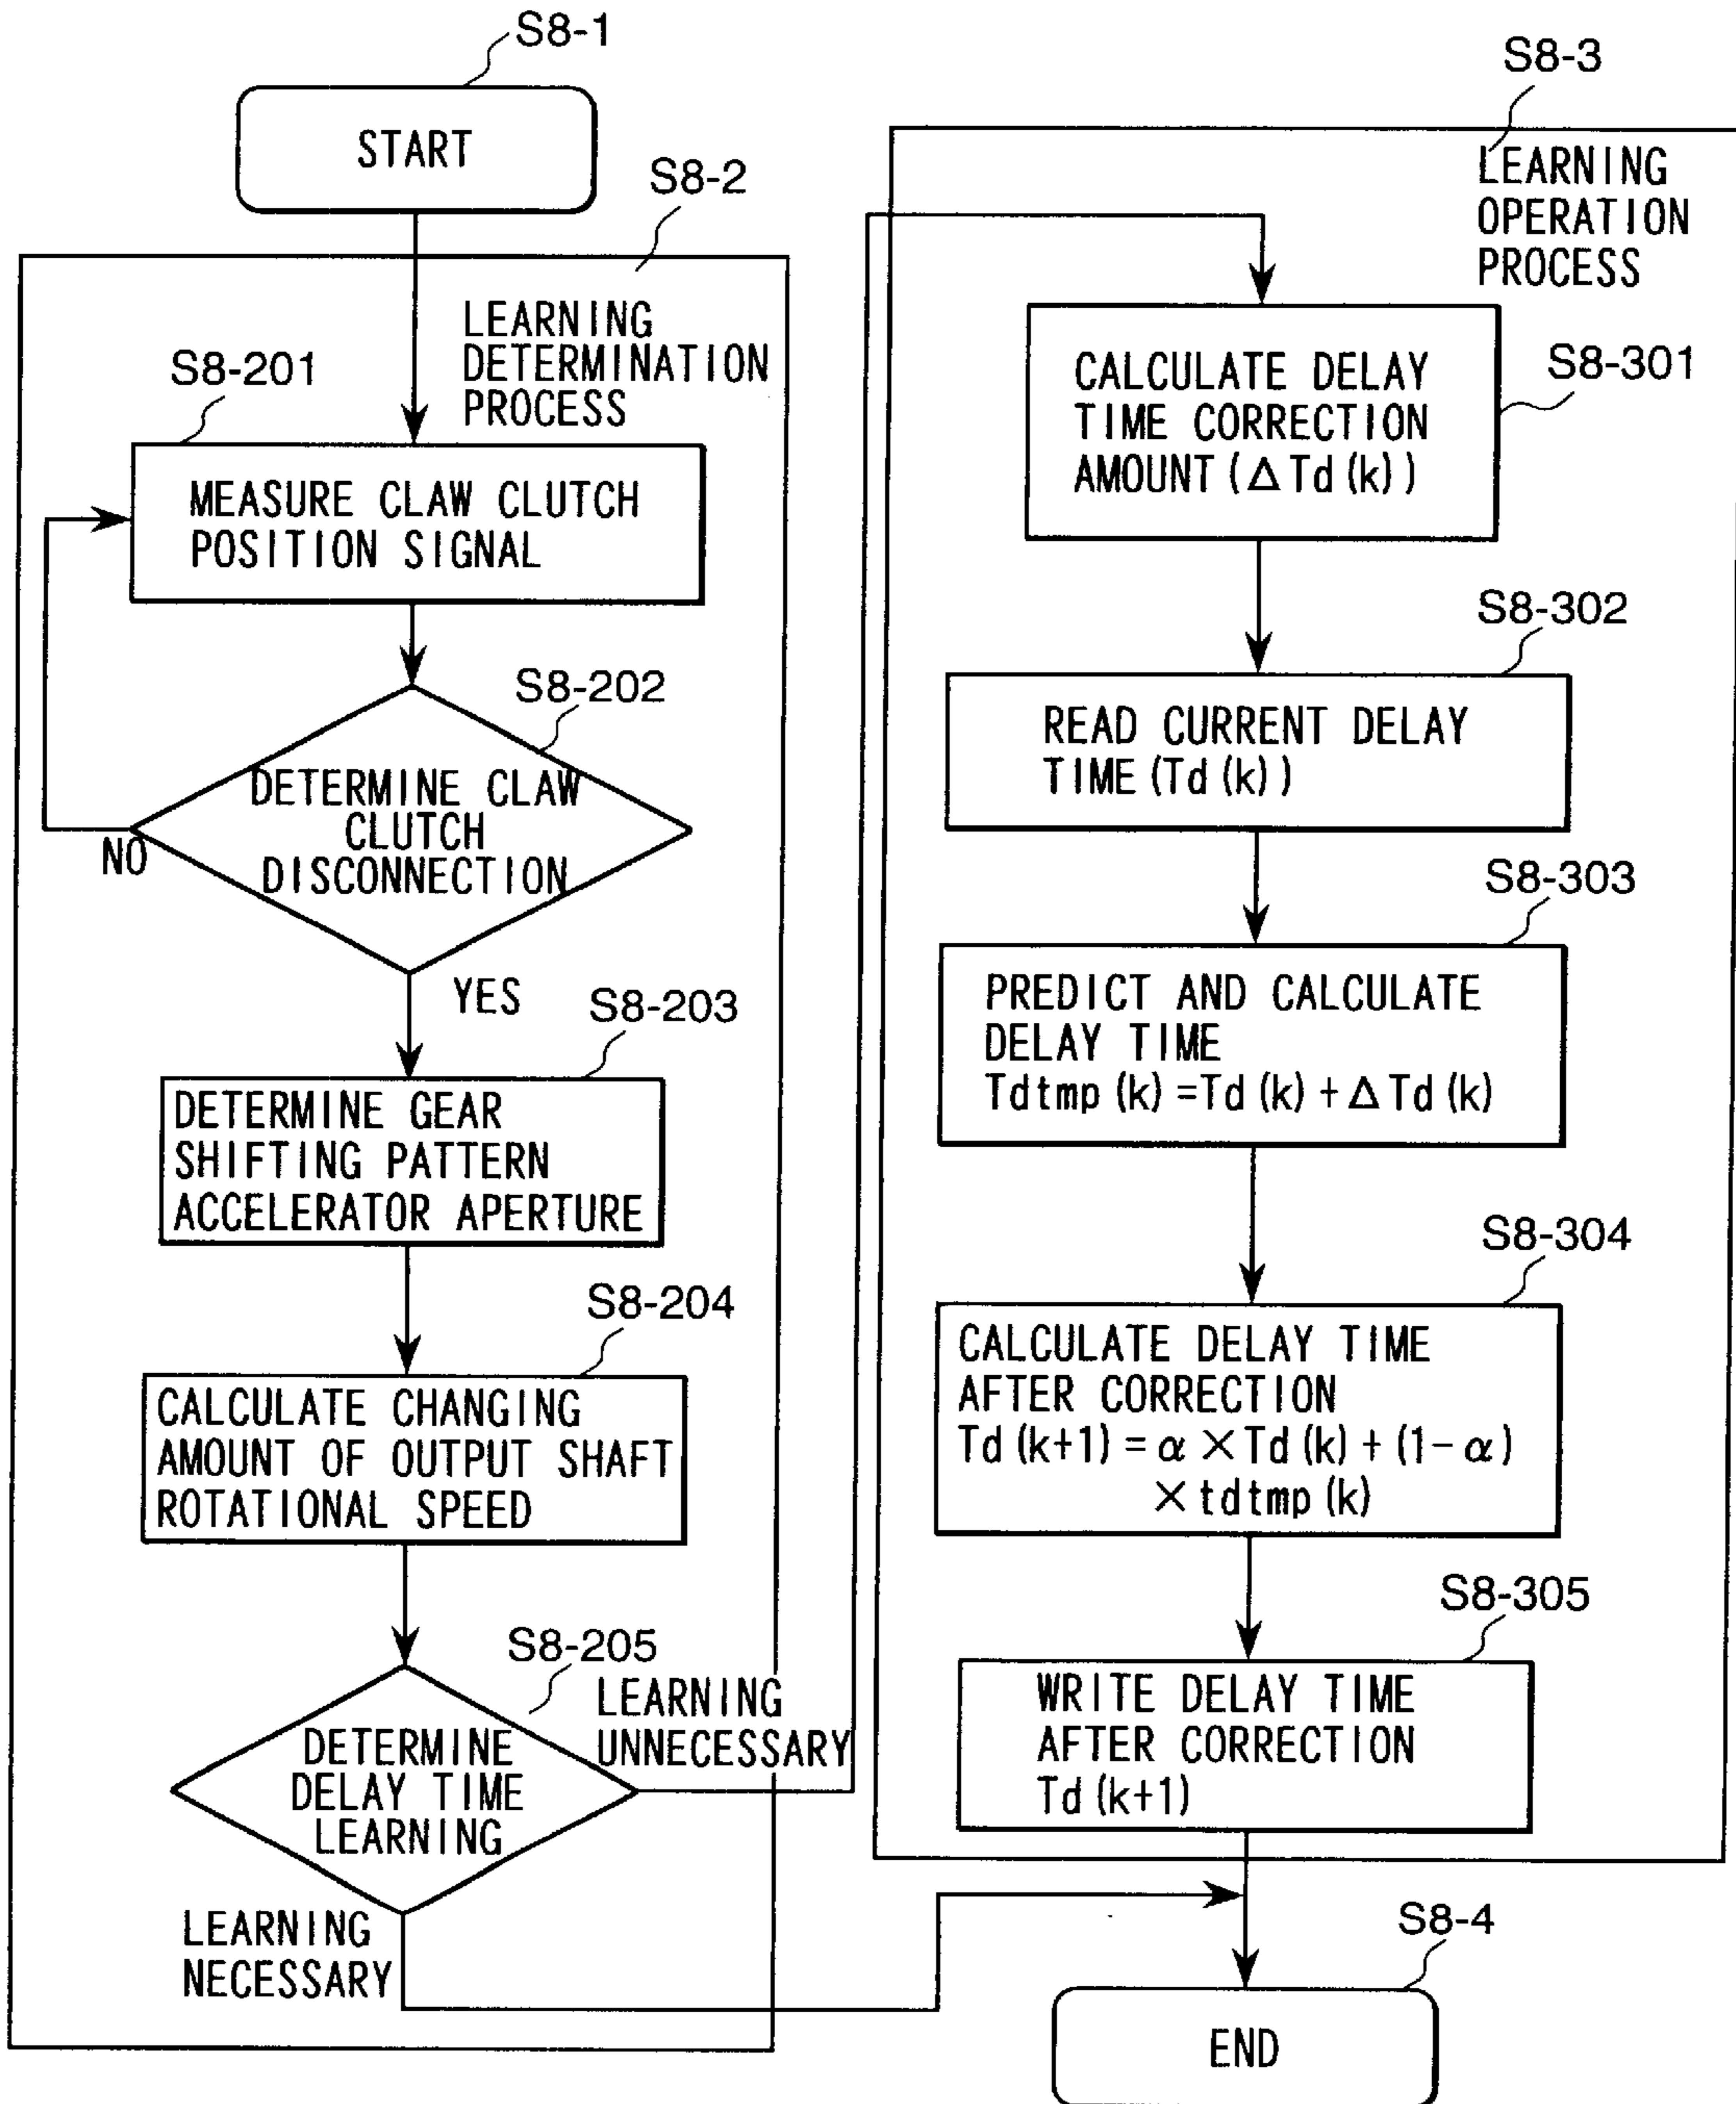 S8-1
START
S8-2
LEARNING
DETERMINATION
PROCESS
S8-201
MEASURE CLAW CLUTCH
POSITION SIGNAL
S8-202
DETERMINE CLAW
CLUTCH
DISCONNECTION
NO
YES
S8-203
DETERMINE GEAR
SHIFTING PATTERN
ACCELERATOR APERTURE
S8-204
CALCULATE CHANGING
AMOUNT OF OUTPUT SHAFT
ROTATIONAL SPEED
S8-205
DETERMINE
DELAY TIME
LEARNING
LEARNING
UNNECESSARY
LEARNING
NECESSARY
S8-3
LEARNING
OPERATION
PROCESS
S8-301
CALCULATE DELAY
TIME CORRECTION
AMOUNT (Δ Td (k))
S8-302
READ CURRENT DELAY
TIME (Td (k))
S8-303
PREDICT AND CALCULATE
DELAY TIME
Tdtmp (k) =Td (k) + Δ Td (k)
S8-304
CALCULATE DELAY TIME
AFTER CORRECTION
Td (k+1) = α × Td (k) + (1- α)
× tdtmp (k)
S8-305
WRITE DELAY TIME
AFTER CORRECTION
Td (k+1)
S8-4
END